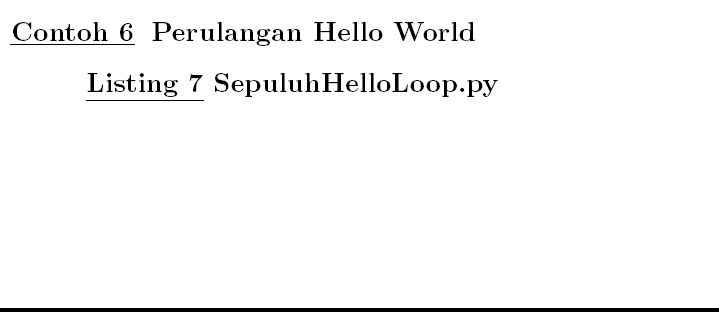 Contoh 6 Perulangan Hello World
Listing 7 SepuluhHelloLoop.py